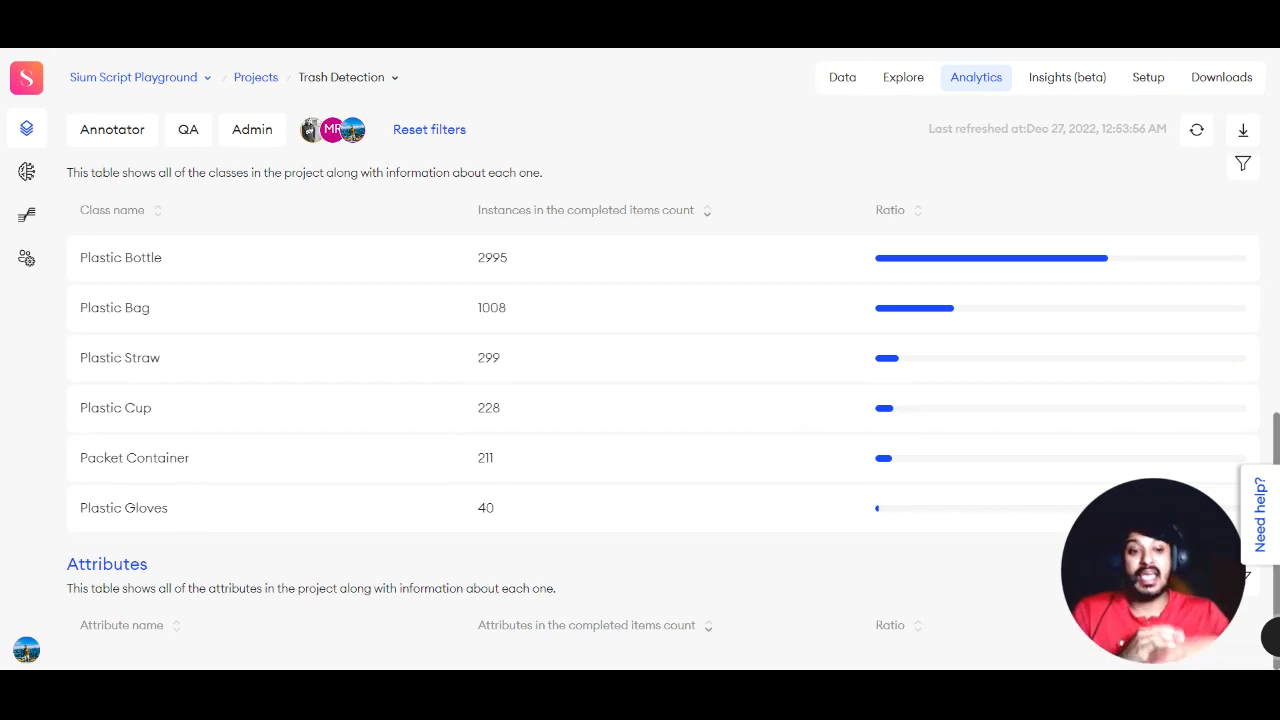 S
Sium Script Playground / Projects / Trash Detection
Data Explore Analytics Insights (beta) Setup Downloads
Annotator QA Admin MR Reset filters
Last refreshed at:Dec 27, 2022, 12:53:56 AM
This table shows all of the classes in the project along with information about each one.
Class name Instances in the completed items count Ratio
Plastic Bottle 2995
Plastic Bag 1008
Plastic Straw 299
Plastic Cup 228
Packet Container 211
Plastic Gloves 40
Need help?
Attributes
This table shows all of the attributes in the project along with information about each one.
Attribute name Attributes in the completed items count Ratio